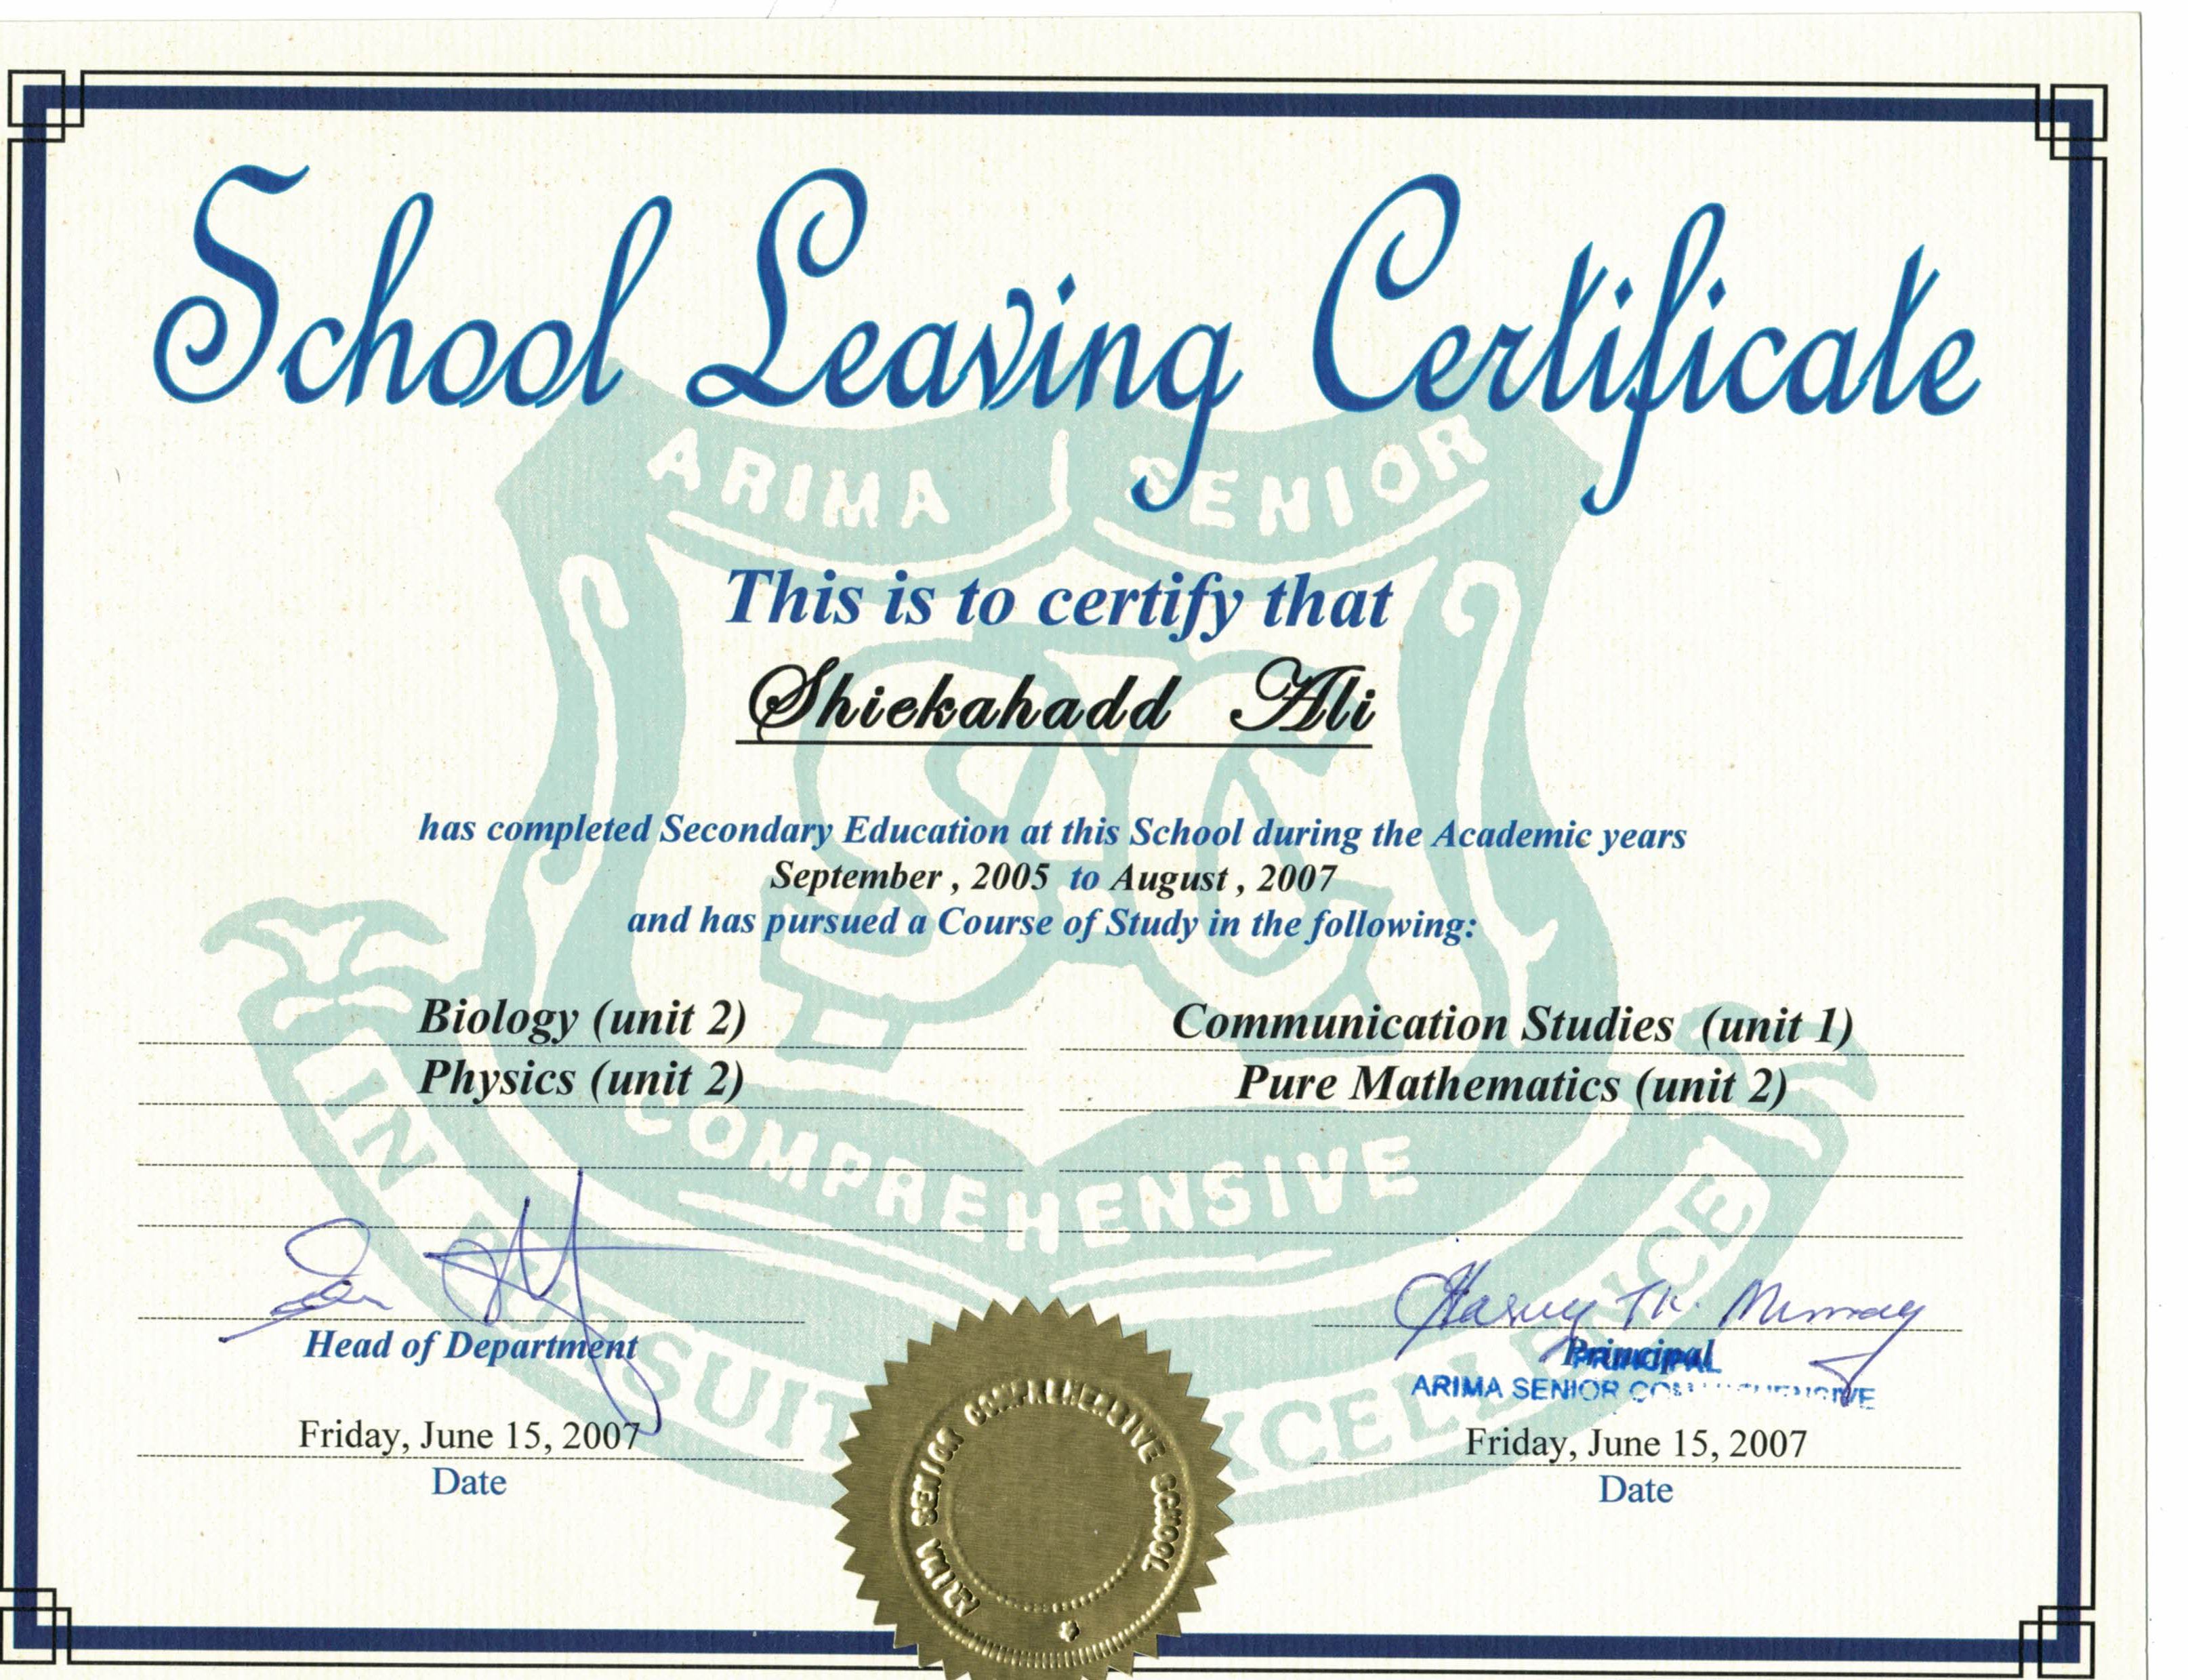 School Leaving Certificate
ARIMA SENIOR
This is to certify that
Shiekahadd Ali
has completed Secondary Education at this School during the Academic years
September , 2005 to August , 2007
and has pursued a Course of Study in the following:
Biology (unit 2) Communication Studies (unit 1)
Physics (unit 2) Pure Mathematics (unit 2)
COMPREHENSIVE
IN PURSUIT EXCELLENCE
Harvey Murray
Head of Department Principal
PRINCIPAL
ARIMA SENIOR COMPREHENSIVE
Friday, June 15, 2007 Friday, June 15, 2007
Date Date
ARIMA SENIOR COMPREHENSIVE SCHOOL